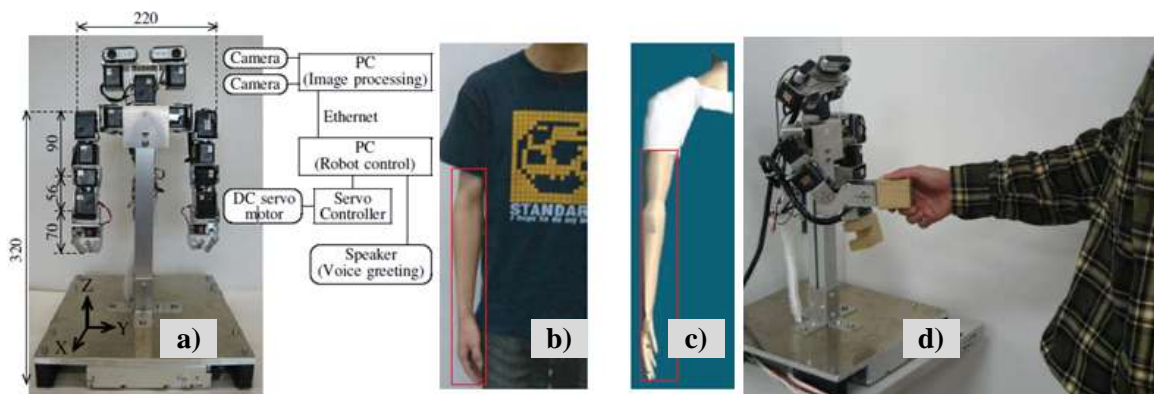 220
Camera
Camera
PC
(Image processing)
Ethernet
PC
(Robot control)
DC servo
motor
Servo
Controller
Speaker
(Voice greeting)
90
56
70
320
Z
Y
X
STANDAR
a)
b)
c)
d)